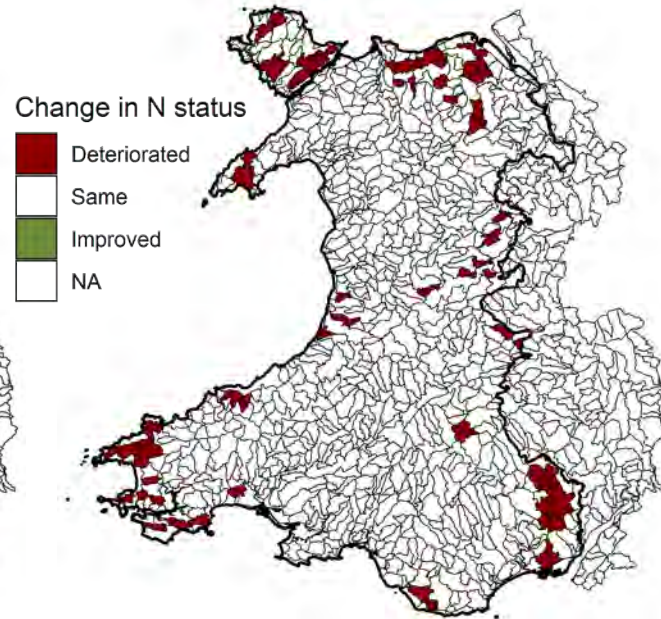 Change in N status
Deteriorated
Same
Improved
NA